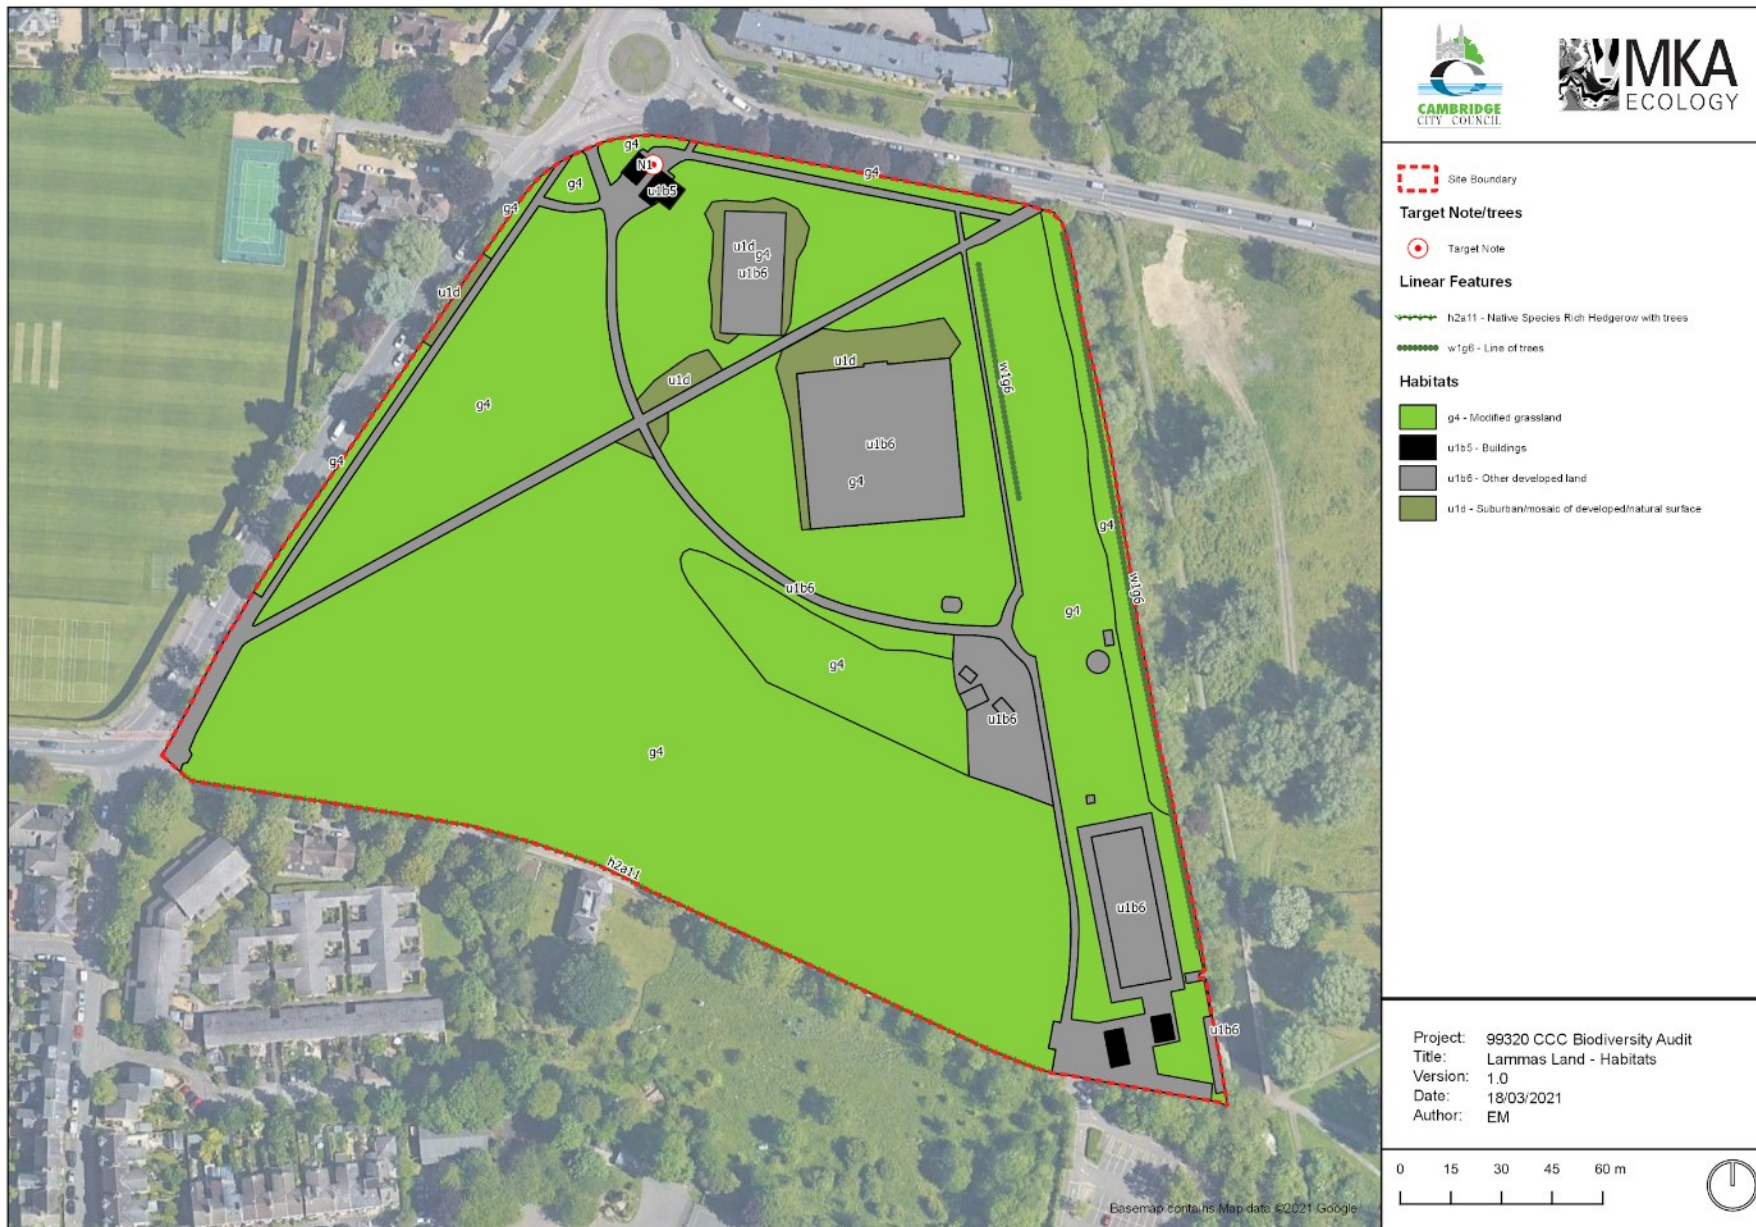 g4
N1
g4
u1b5
g4
g4
u1d
g4
u1b6
u1d
u1d
u1d
w1g6
g4
u1b6
g4
g4
g4
u1b6
w1g6
g4
g4
u1b6
g4
h2a11
u1b6
u1b6
Basemap contains Map data ©2021 Google
CAMBRIDGE
CITY COUNCIL
MKA
ECOLOGY
Site Boundary
Target Note/trees
Target Note
Linear Features
h2a11 - Native Species Rich Hedgerow with trees
w1g6 - Line of trees
Habitats
g4 - Modified grassland
u1b5 - Buildings
u1b6 - Other developed land
u1d - Suburban/mosaic of developed/natural surface
Project: 99320 CCC Biodiversity Audit
Title: Lammas Land - Habitats
Version: 1.0
Date: 18/03/2021
Author: EM
0 15 30 45 60 m